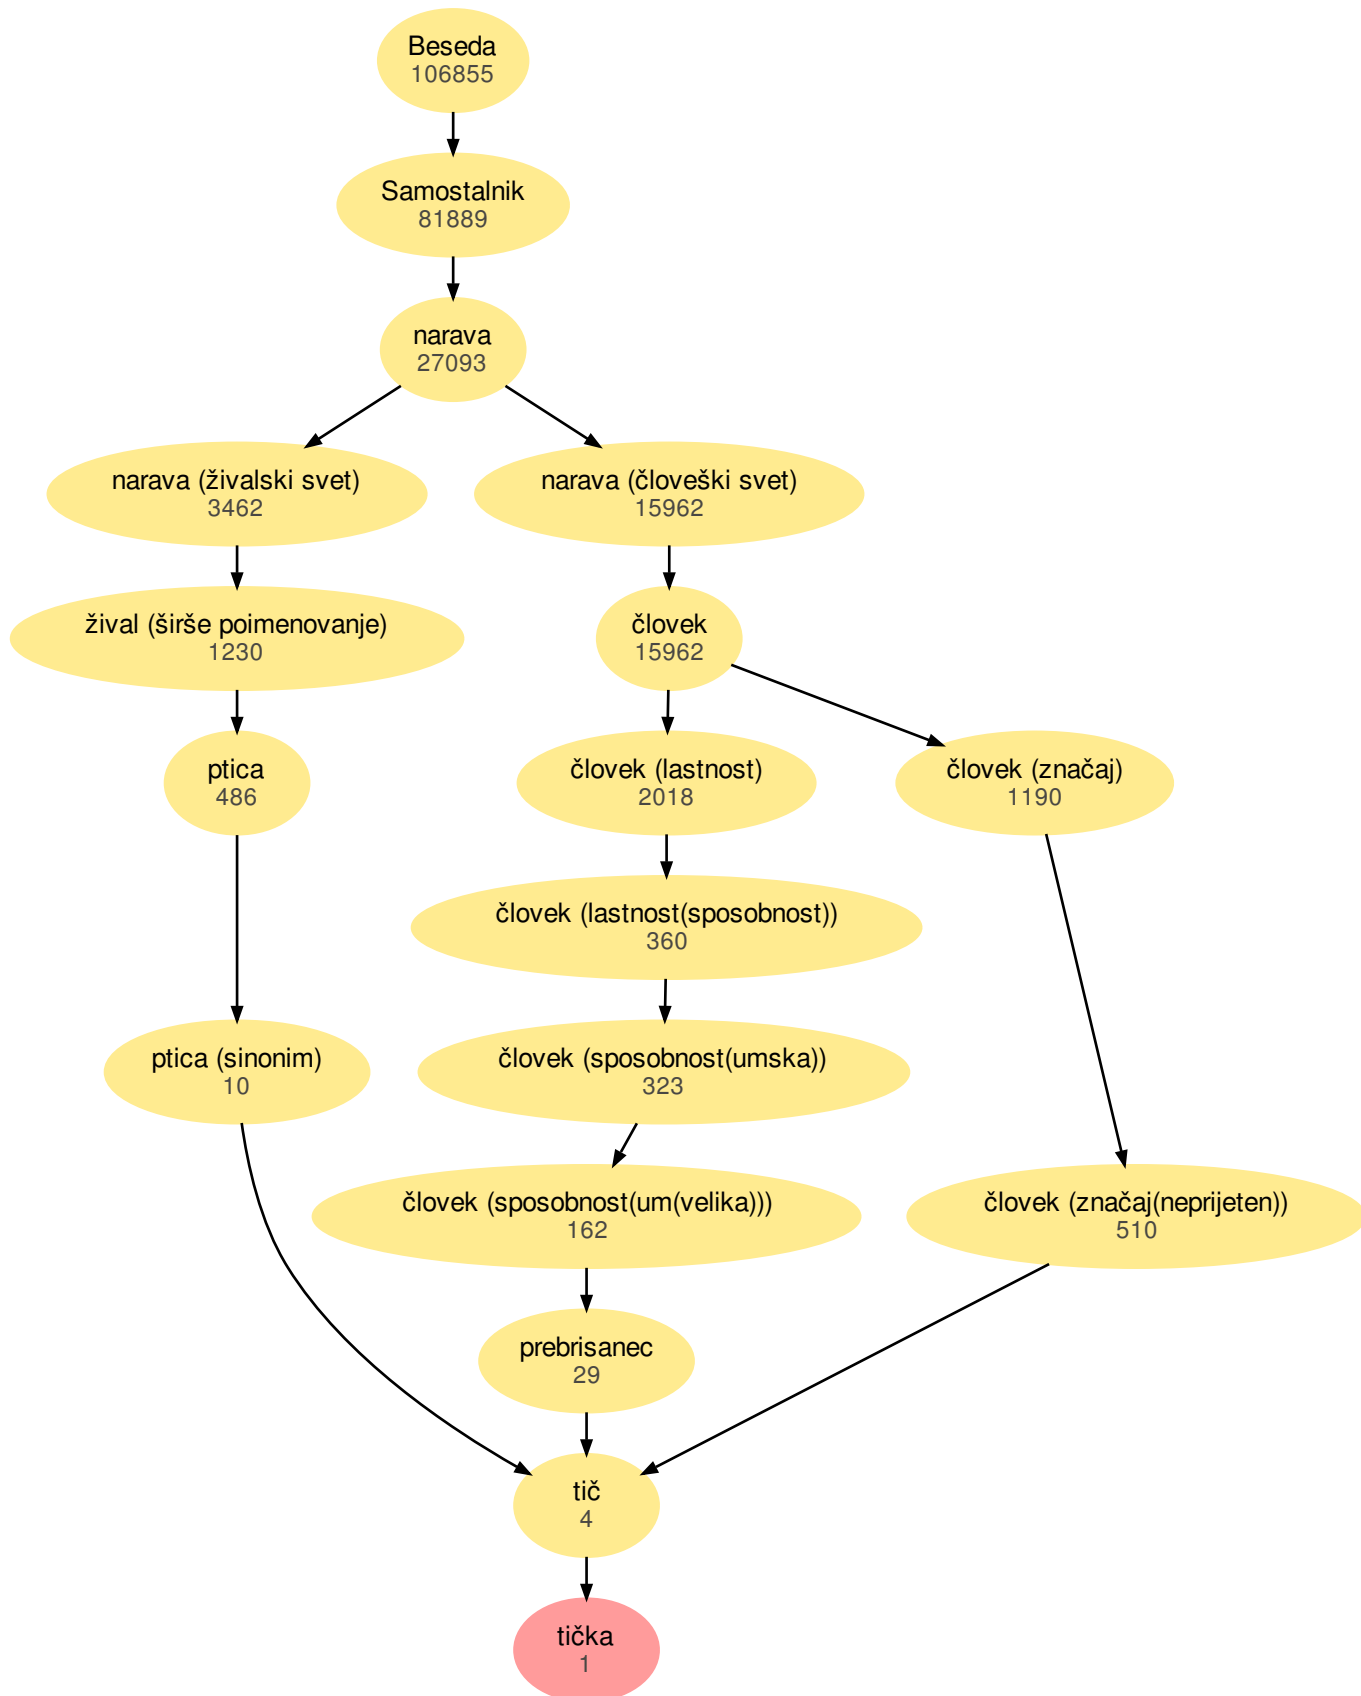 Beseda
106855
Samostalnik
81889
narava
27093
narava (živalski svet)
3462
narava (človeški svet)
15962
žival (širše poimenovanje)
1230
človek
15962
ptica
486
človek (lastnost)
2018
človek (značaj)
1190
človek (lastnost(sposobnost))
360
ptica (sinonim)
10
človek (sposobnost(umska))
323
človek (sposobnost(um(velika)))
162
človek (značaj(neprijeten))
510
prebrisanec
29
tič
4
tička
1